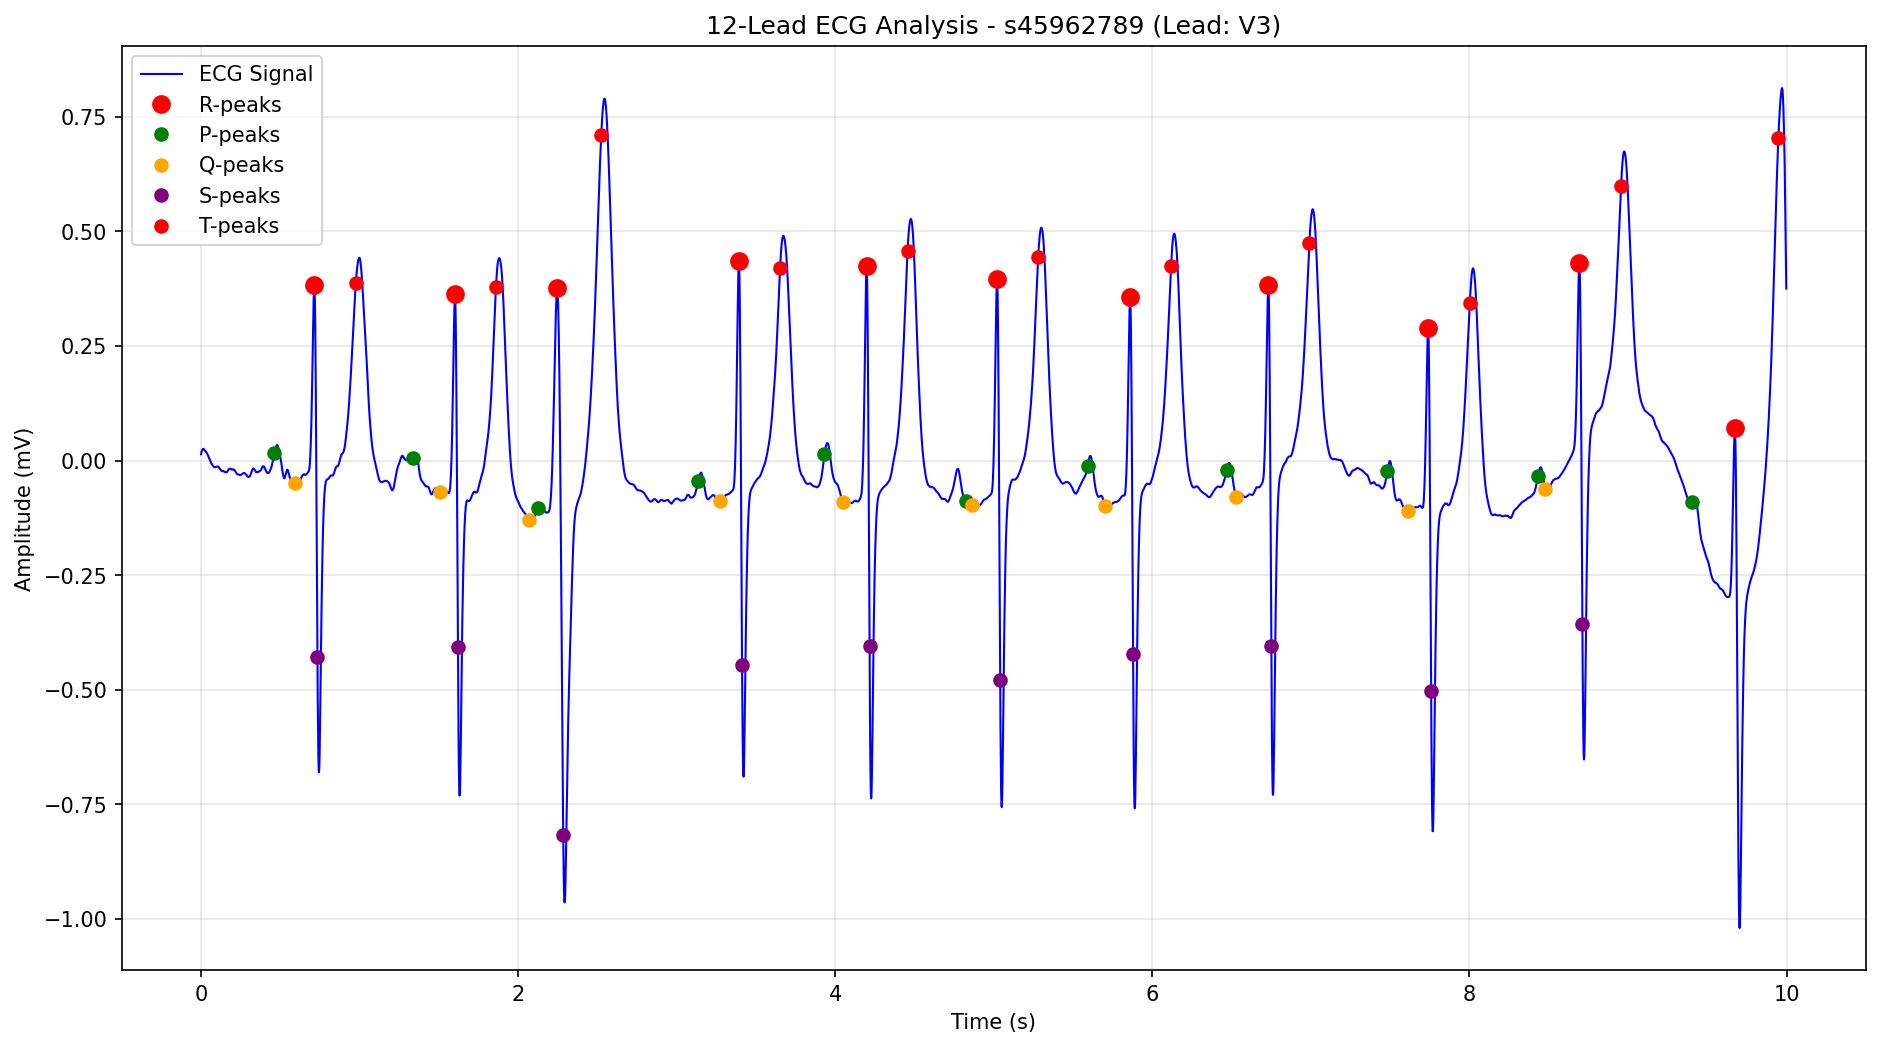 12-Lead ECG Analysis - s45962789 (Lead: V3)
ECG Signal
R-peaks
P-peaks
Q-peaks
S-peaks
T-peaks
0.75
0.50
0.25
0.00
−0.25
−0.50
−0.75
−1.00
Amplitude (mV)
0 2 4 6 8 10
Time (s)